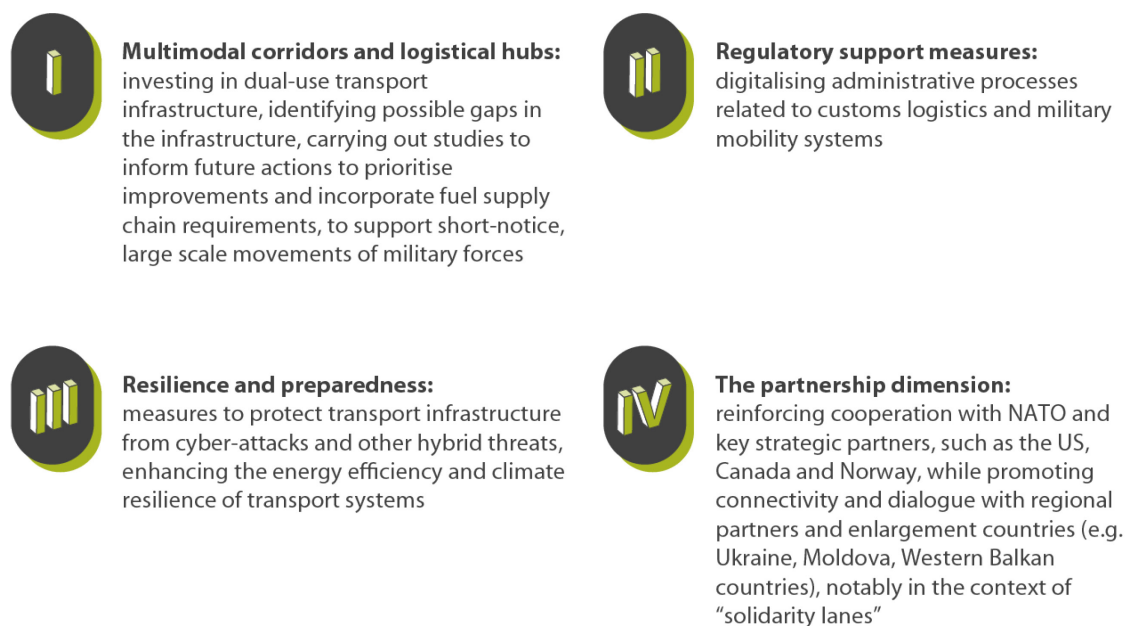 I
Multimodal corridors and logistical hubs:
investing in dual-use transport
infrastructure, identifying possible gaps in
the infrastructure, carrying out studies to
inform future actions to prioritise
improvements and incorporate fuel supply
chain requirements, to support short-notice,
large scale movements of military forces
II
Regulatory support measures:
digitalising administrative processes
related to customs logistics and military
mobility systems
III
Resilience and preparedness:
measures to protect transport infrastructure
from cyber-attacks and other hybrid threats,
enhancing the energy efficiency and climate
resilience of transport systems
IV
The partnership dimension:
reinforcing cooperation with NATO and
key strategic partners, such as the US,
Canada and Norway, while promoting
connectivity and dialogue with regional
partners and enlargement countries (e.g.
Ukraine, Moldova, Western Balkan
countries), notably in the context of
“solidarity lanes”